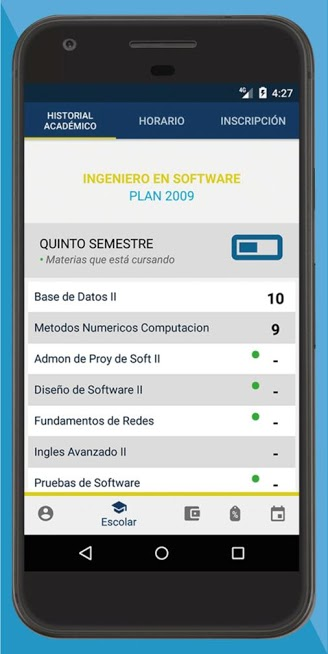 4G 4:27
HISTORIAL
ACADÉMICO
HORARIO
INSCRIPCIÓN
INGENIERO EN SOFTWARE
PLAN 2009
QUINTO SEMESTRE
• Materias que está cursando
Base de Datos II 10
Metodos Numericos Computacion 9
Admon de Proy de Soft II -
Diseño de Software II -
Fundamentos de Redes -
Ingles Avanzado II -
Pruebas de Software -
Escolar
%